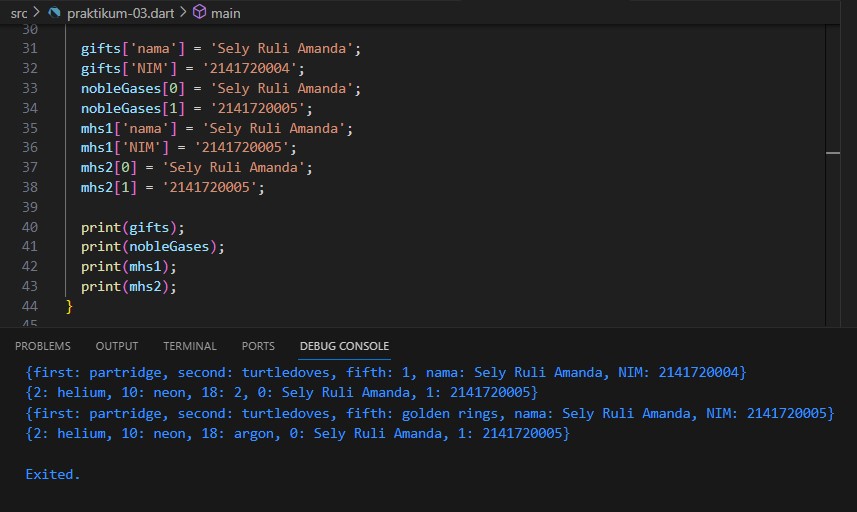 src > praktikum-03.dart > main
30
31 gifts['nama'] = 'Sely Ruli Amanda';
32 gifts['NIM'] = '2141720004';
33 nobleGases[0] = 'Sely Ruli Amanda';
34 nobleGases[1] = '2141720005';
35 mhs1['nama'] = 'Sely Ruli Amanda';
36 mhs1['NIM'] = '2141720005';
37 mhs2[0] = 'Sely Ruli Amanda';
38 mhs2[1] = '2141720005';
39
40 print(gifts);
41 print(nobleGases);
42 print(mhs1);
43 print(mhs2);
44 }
45
PROBLEMS OUTPUT TERMINAL PORTS DEBUG CONSOLE
{first: partridge, second: turtledoves, fifth: 1, nama: Sely Ruli Amanda, NIM: 2141720004}
{2: helium, 10: neon, 18: 2, 0: Sely Ruli Amanda, 1: 2141720005}
{first: partridge, second: turtledoves, fifth: golden rings, nama: Sely Ruli Amanda, NIM: 2141720005}
{2: helium, 10: neon, 18: argon, 0: Sely Ruli Amanda, 1: 2141720005}
Exited.